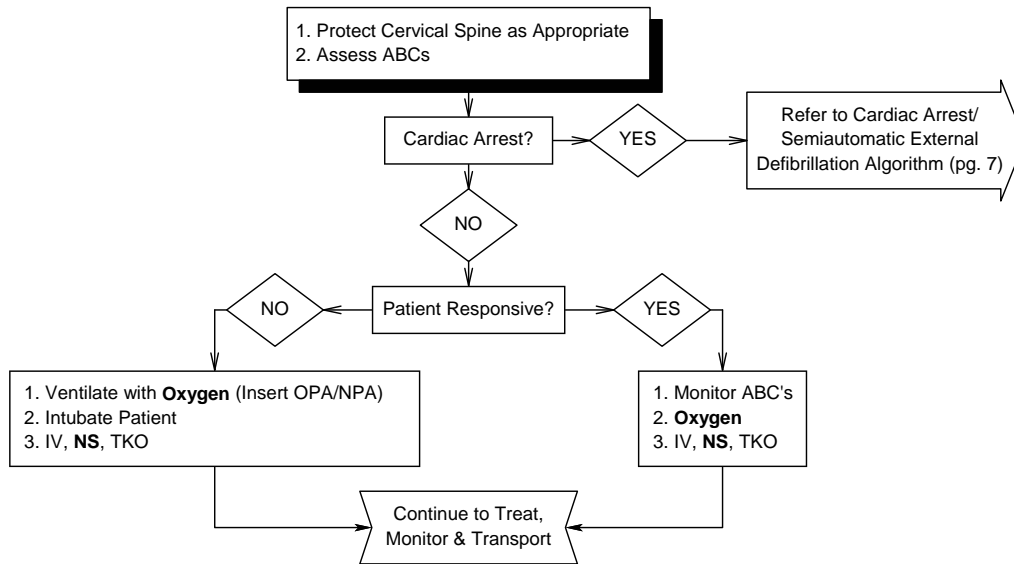 1. Protect Cervical Spine as Appropriate
2. Assess ABCs
Cardiac Arrest?
YES
Refer to Cardiac Arrest/
Semiautomatic External
Defibrillation Algorithm (pg. 7)
NO
NO
Patient Responsive?
YES
1. Ventilate with Oxygen (Insert OPA/NPA)
2. Intubate Patient
3. IV, NS, TKO
1. Monitor ABC's
2. Oxygen
3. IV, NS, TKO
Continue to Treat,
Monitor & Transport